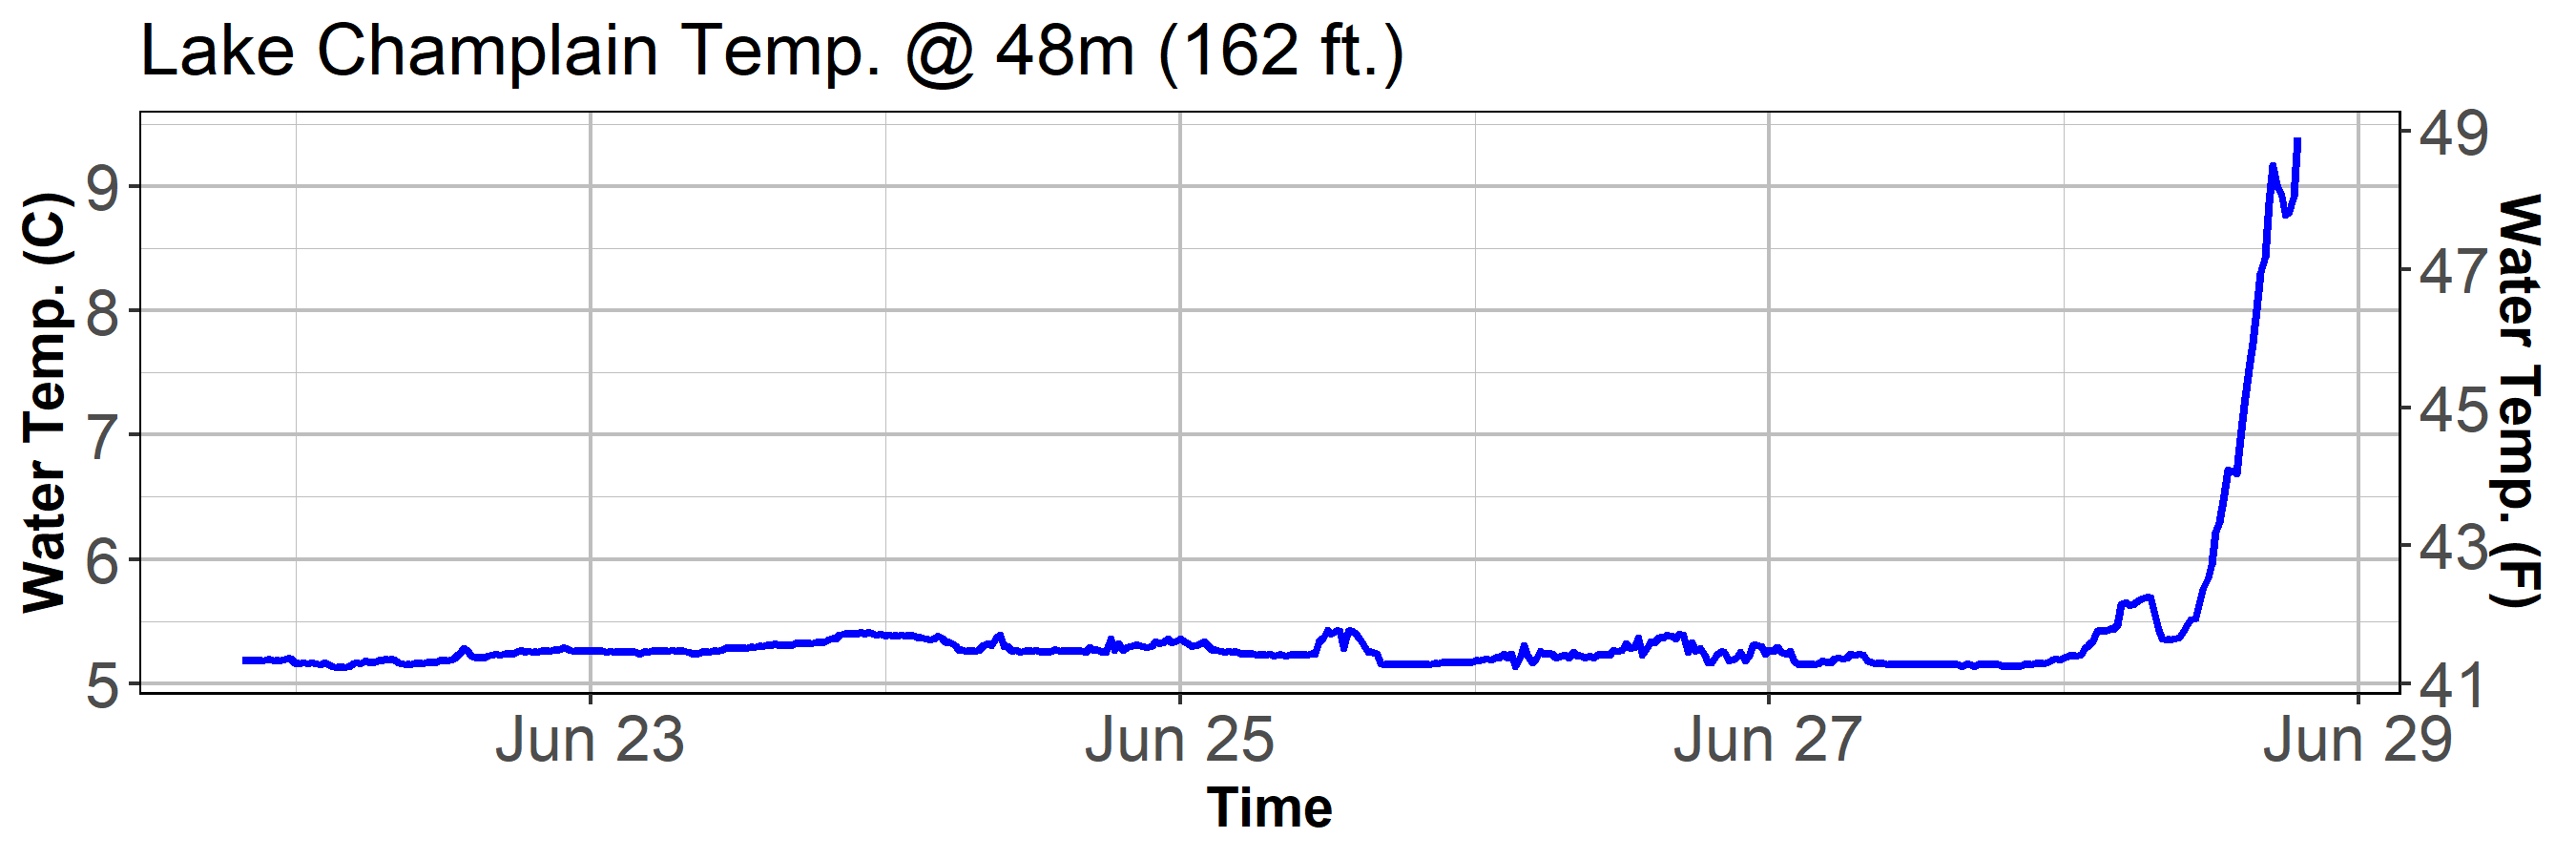 Lake Champlain Temp. @ 48m (162 ft.)
Water Temp. (C)
9
8
7
6
5
49
47
45
43
41
Water Temp. (F)
Jun 23
Jun 25
Jun 27
Jun 29
Time